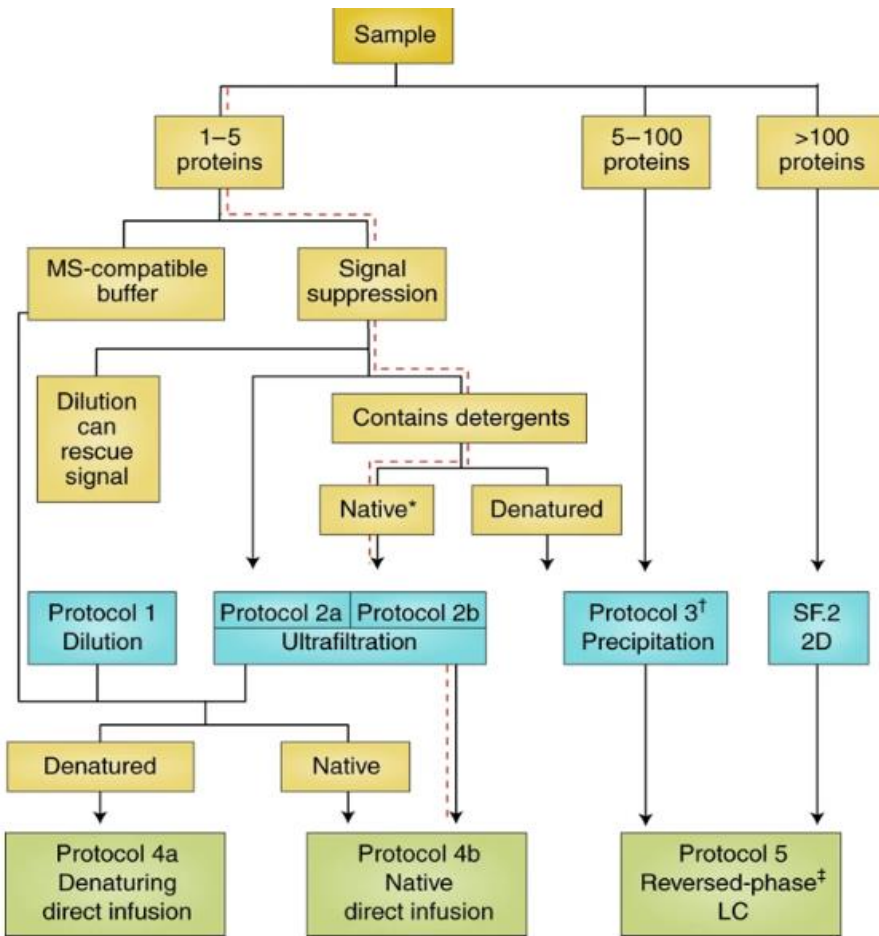 Sample
1–5
proteins
5–100
proteins
>100
proteins
MS-compatible
buffer
Signal
suppression
Dilution
can
rescue
signal
Contains detergents
Native*
Denatured
Protocol 1
Dilution
Protocol 2a
Protocol 2b
Ultrafiltration
Protocol 3†
Precipitation
SF.2
2D
Denatured
Native
Protocol 4a
Denaturing
direct infusion
Protocol 4b
Native
direct infusion
Protocol 5
Reversed-phase‡
LC